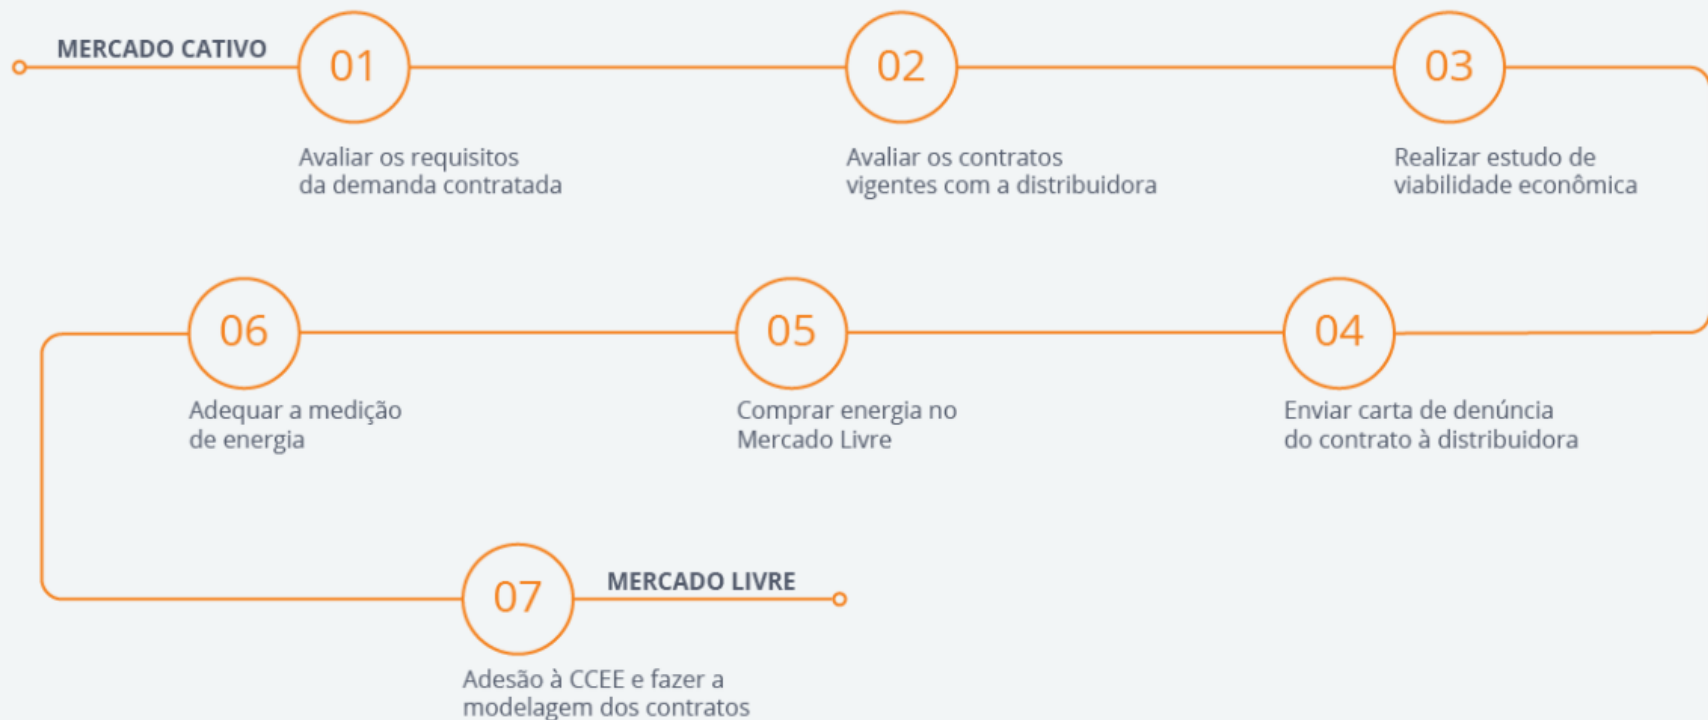 MERCADO CATIVO
01
Avaliar os requisitos
da demanda contratada
02
Avaliar os contratos
vigentes com a distribuidora
03
Realizar estudo de
viabilidade econômica
04
Enviar carta de denúncia
do contrato à distribuidora
05
Comprar energia no
Mercado Livre
06
Adequar a medição
de energia
07
MERCADO LIVRE
Adesão à CCEE e fazer a
modelagem dos contratos